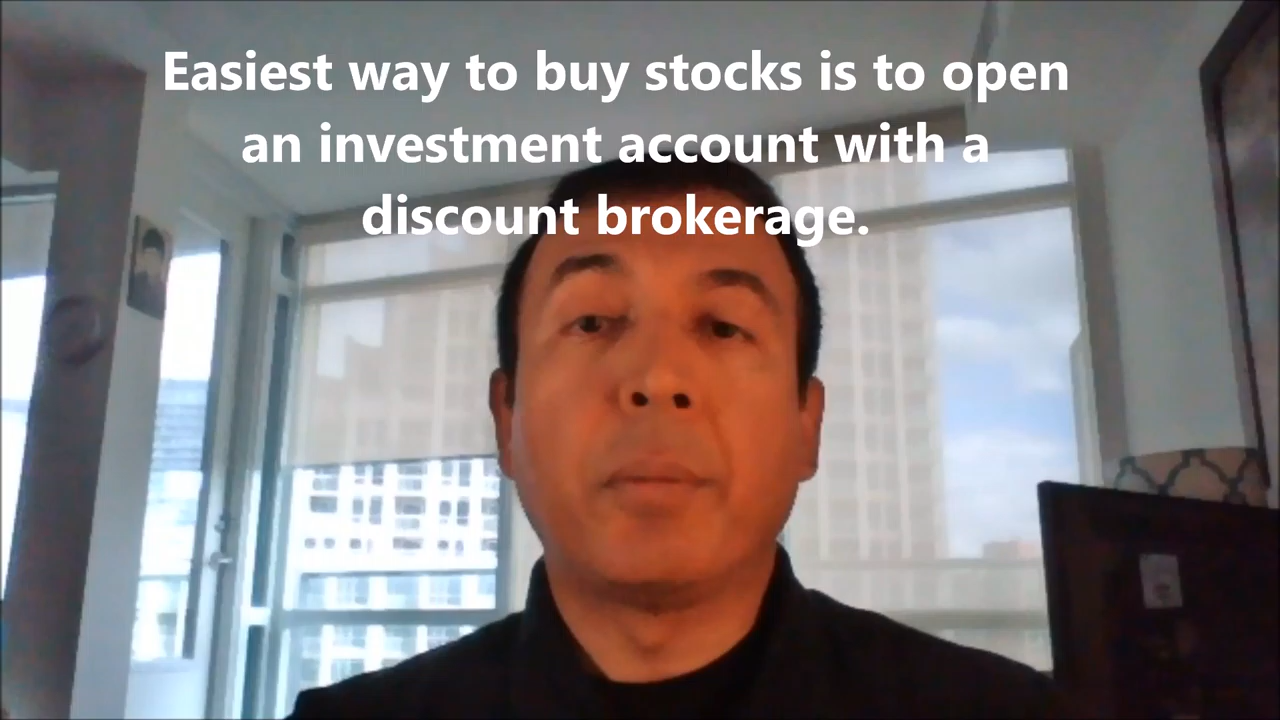 Easiest way to buy stocks is to open
an investment account with a
discount brokerage.